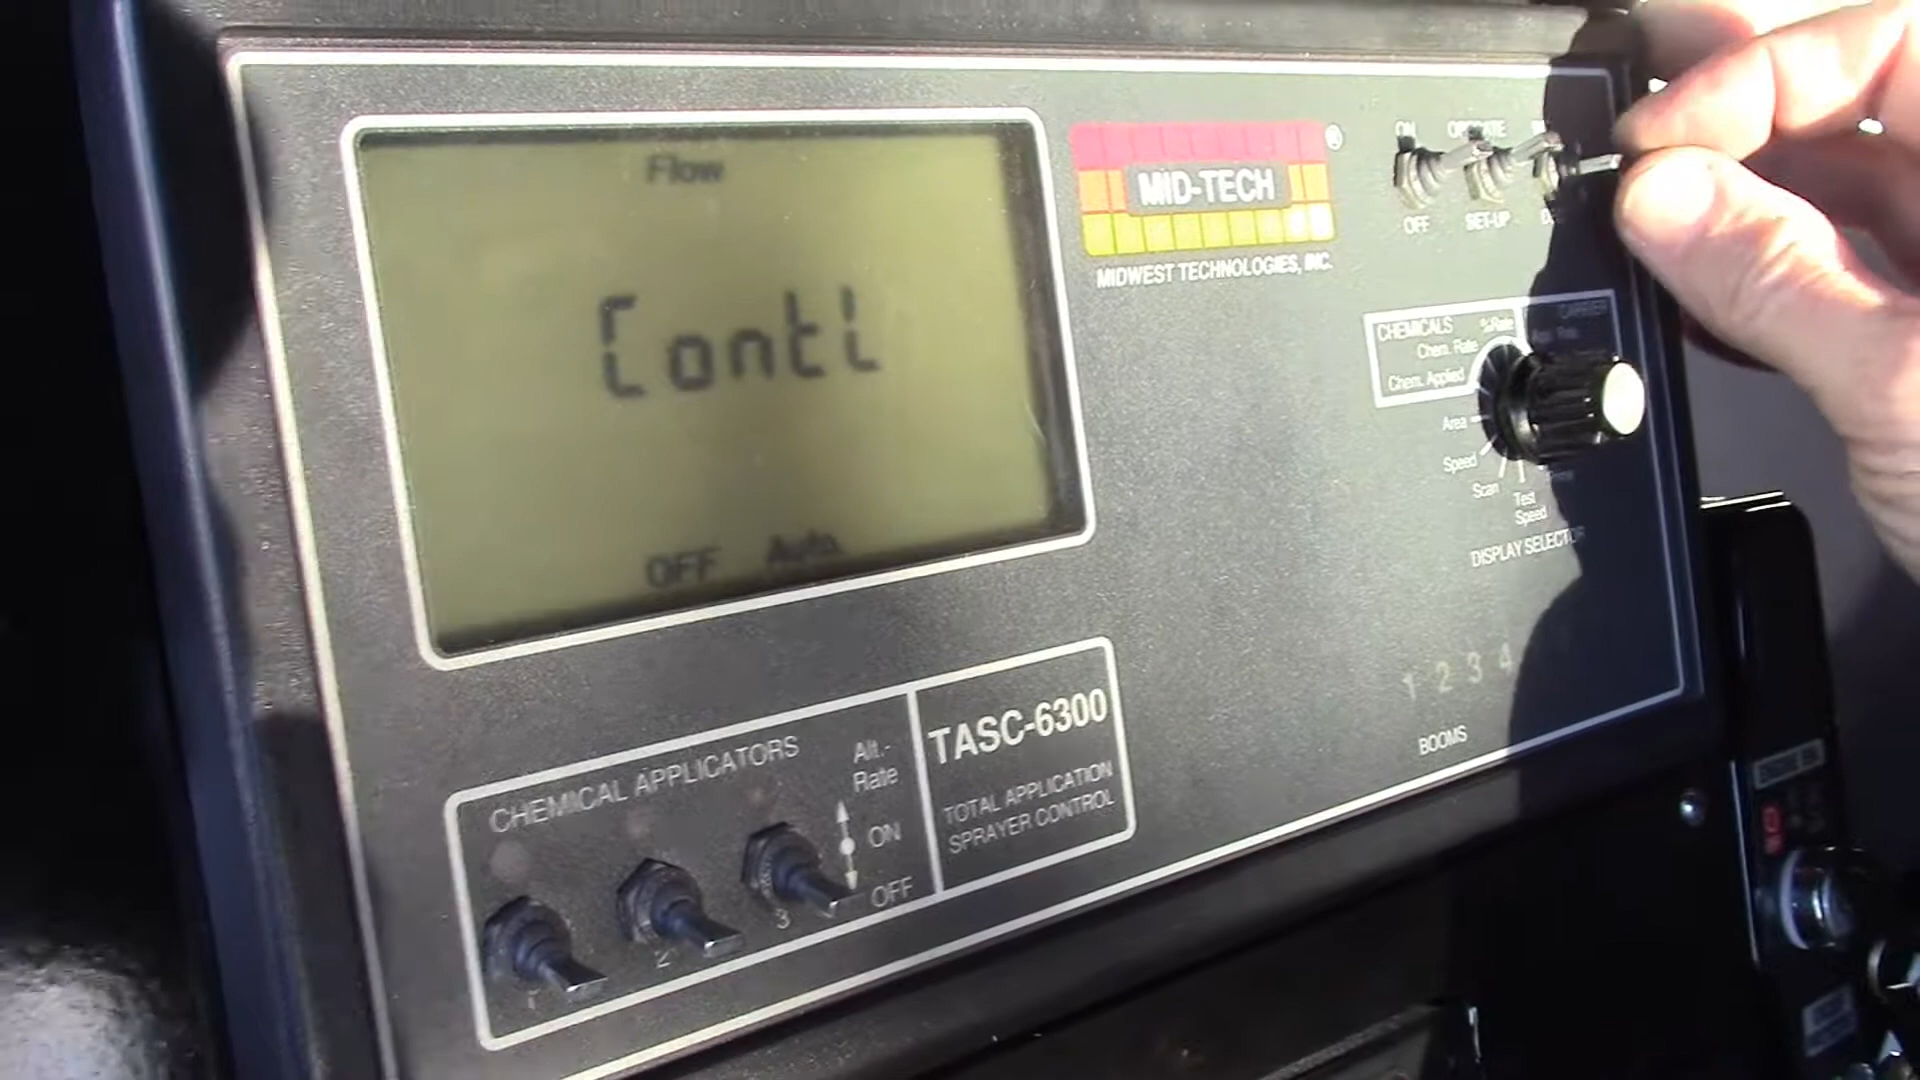 Flow
Contl
OFF Auto
MID-TECH®
MIDWEST TECHNOLOGIES, INC.
ON OPERATE
OFF SET-UP
CHEMICALS
%Rate
Chem. Rate
Chem. Applied
CARRIER
Area
Speed
Scan
Test
Speed
DISPLAY SELECTOR
1 2 3 4
BOOMS
CHEMICAL APPLICATORS
Alt.-
Rate
ON
OFF
1 2 3
TASC-6300
TOTAL APPLICATION
SPRAYER CONTROL